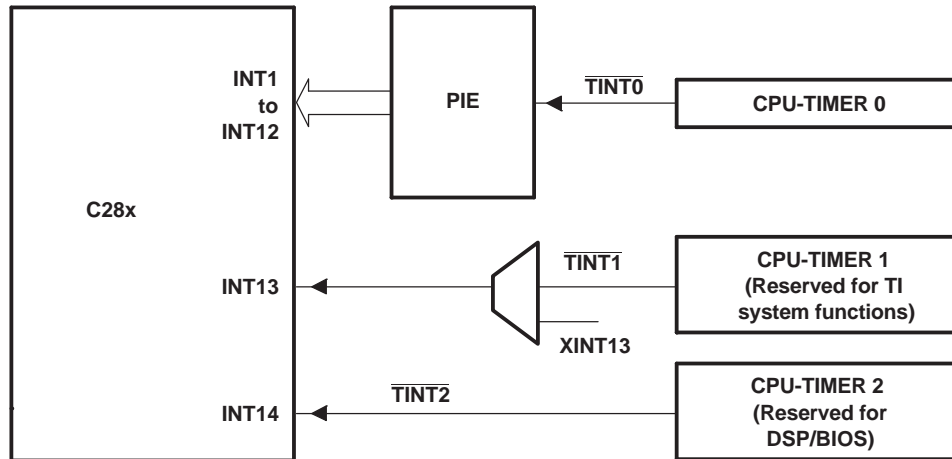 INT1
to
INT12
PIE
TINT0
CPU-TIMER 0
C28x
INT13
TINT1
XINT13
CPU-TIMER 1
(Reserved for TI
system functions)
INT14
TINT2
CPU-TIMER 2
(Reserved for
DSP/BIOS)